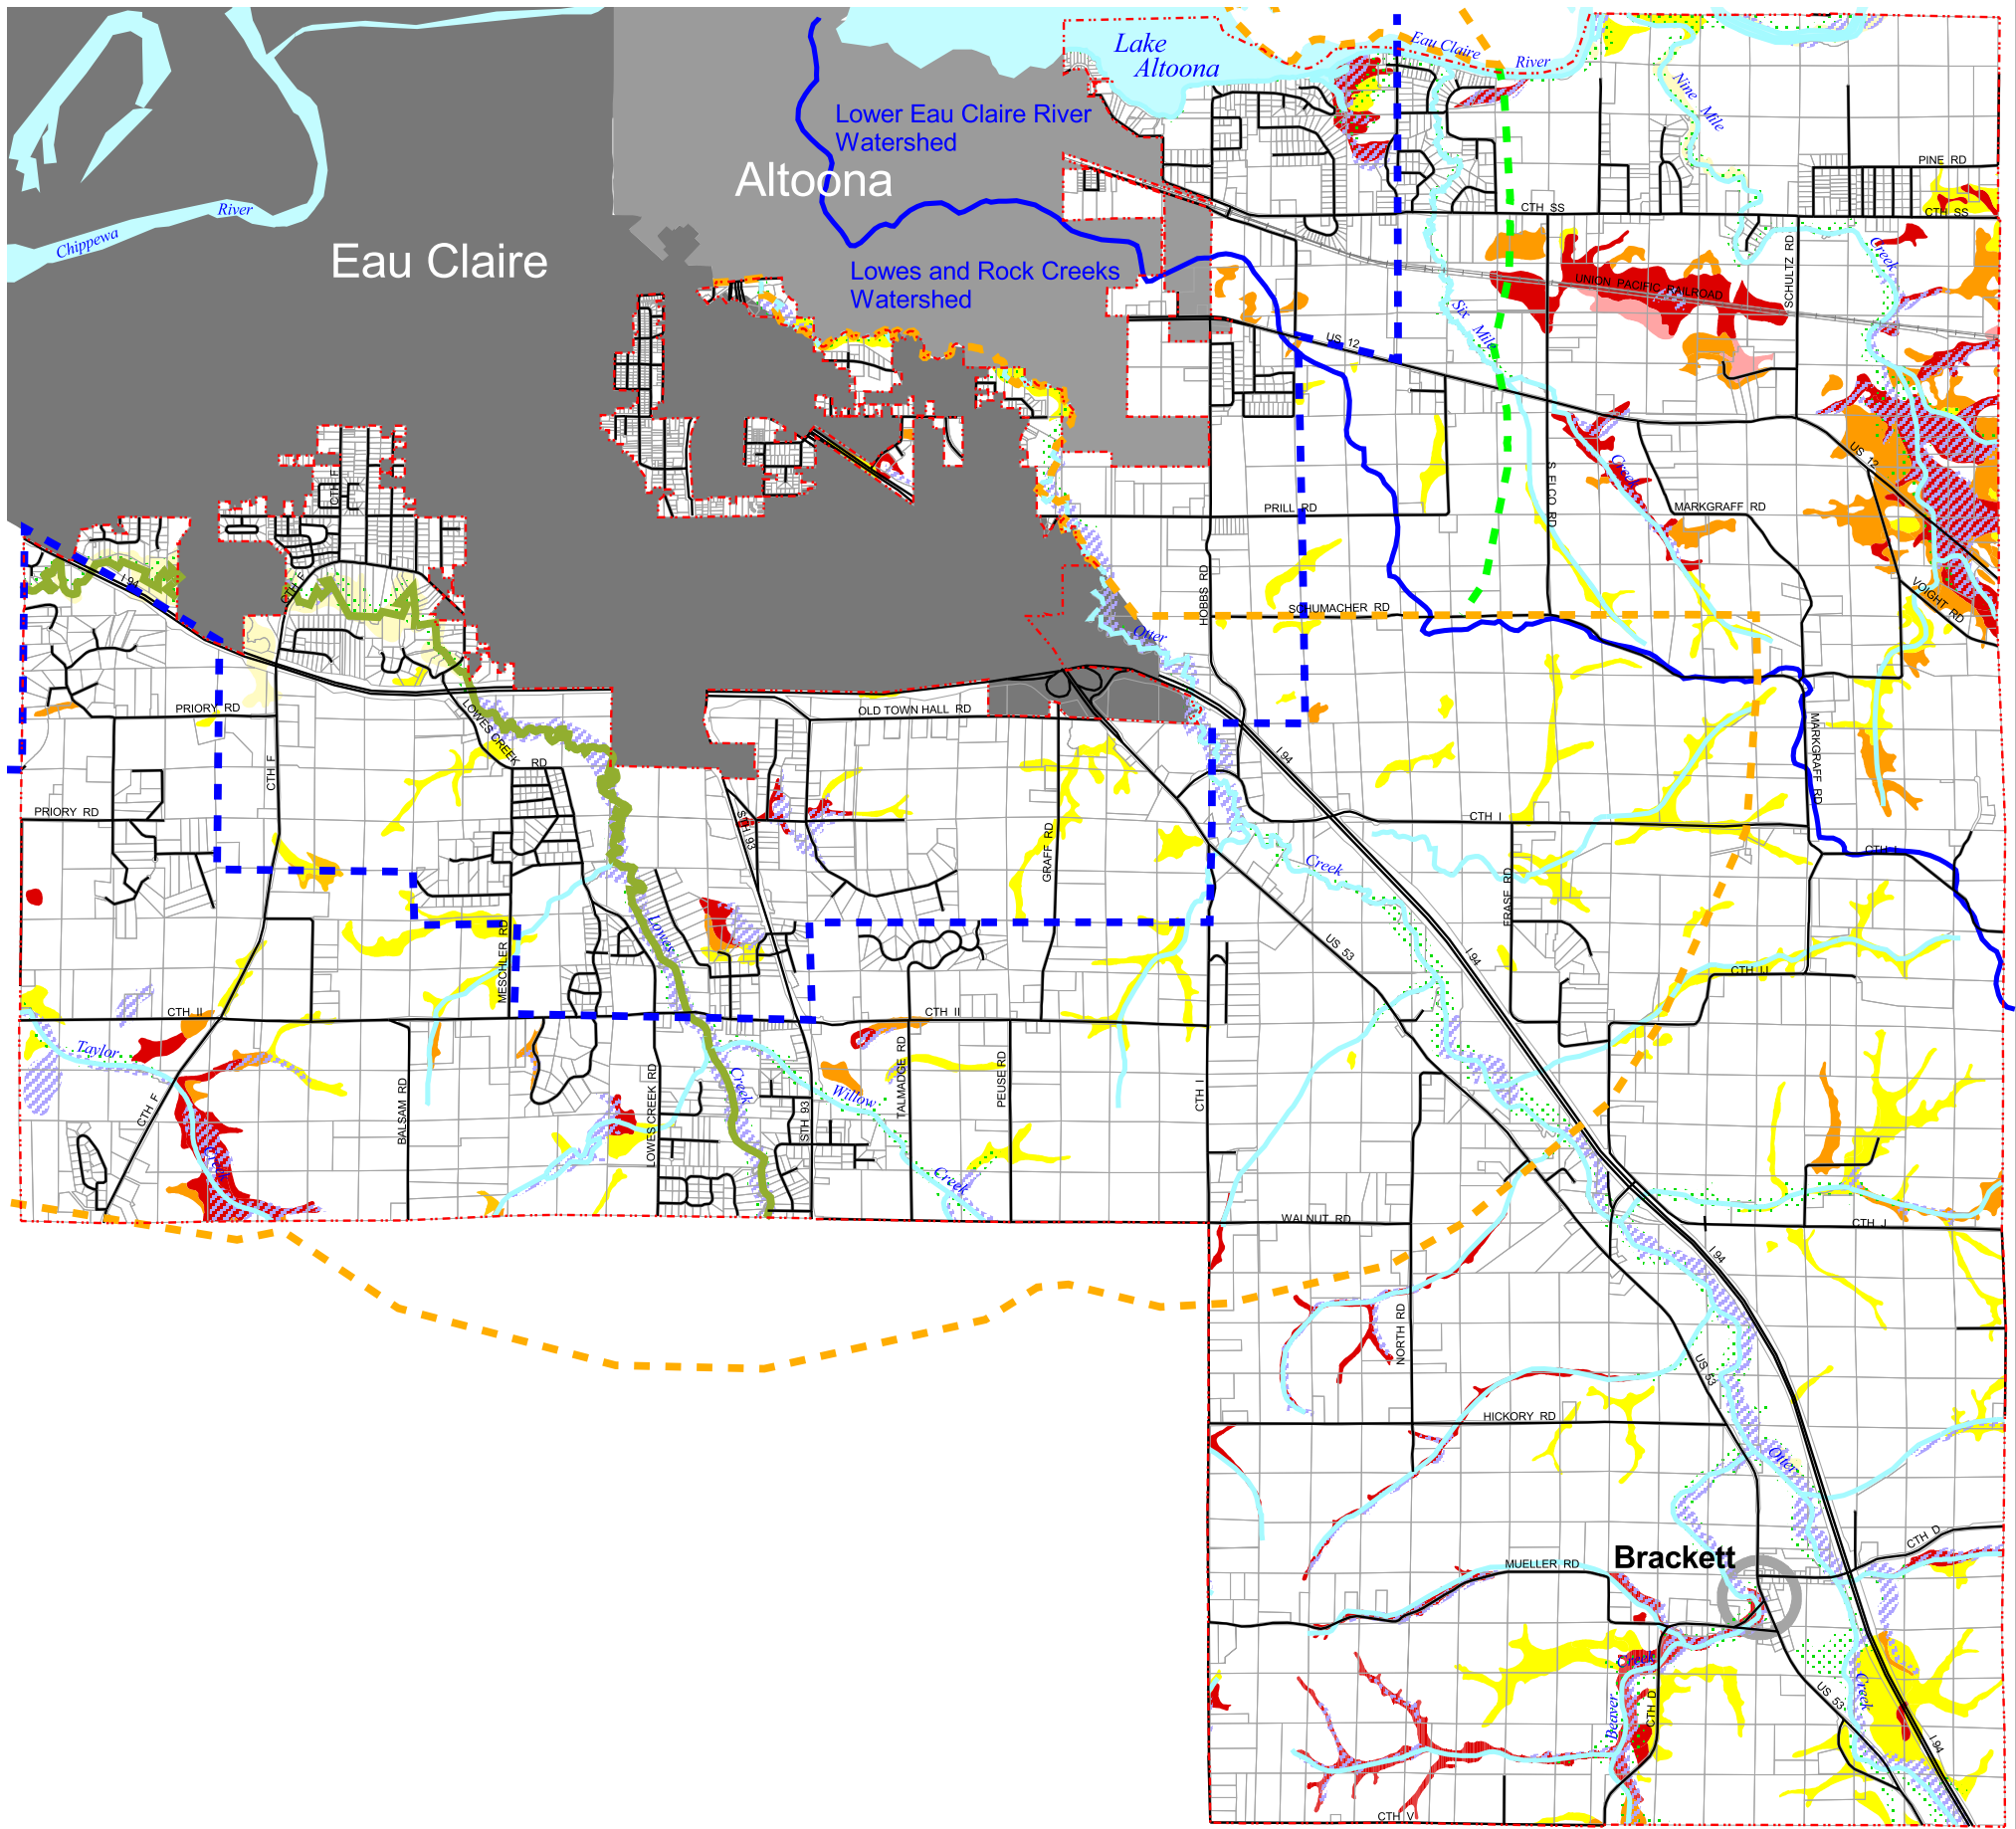 Lake
Altoona
Eau Claire
River
Nine
Mile
Lower Eau Claire River
Watershed
Altoona
PINE RD
River
Chippewa
CTH SS
CTH SS
Eau Claire
Lowes and Rock Creeks
Watershed
Creek
SCHULTZ RD
UNION PACIFIC RAILROAD
Six
Mile
US 12
US 12
Creek
S ELCO RD
CTH F
PRILL RD
MARKGRAFF RD
I 94
CTH F
HOBBS RD
SCHUMACHER RD
VOIGHT RD
Otter
PRIORY RD
LOWES CREEK
RD
OLD TOWN HALL RD
I 94
CTH F
MARKGRAFF RD
PRIORY RD
STH 93
GRAFF RD
CTH I
CTH I
Creek
ERASE RD
MESCHLER RD
Lowes
US 53
I 94
CTH JJ
CTH II
CTH II
Taylor
CTH F
Creek
BALSAM RD
LOWES CREEK RD
Creek
STH 93
Willow
TALMADGE RD
PEUSE RD
CTH I
Creek
WALNUT RD
CTH J
I 94
NORTH RD
US 53
HICKORY RD
Otter
CTH D
Brackett
MUELLER RD
Creek
Beaver
CTH D
US 53
Creek
I 94
CTH V